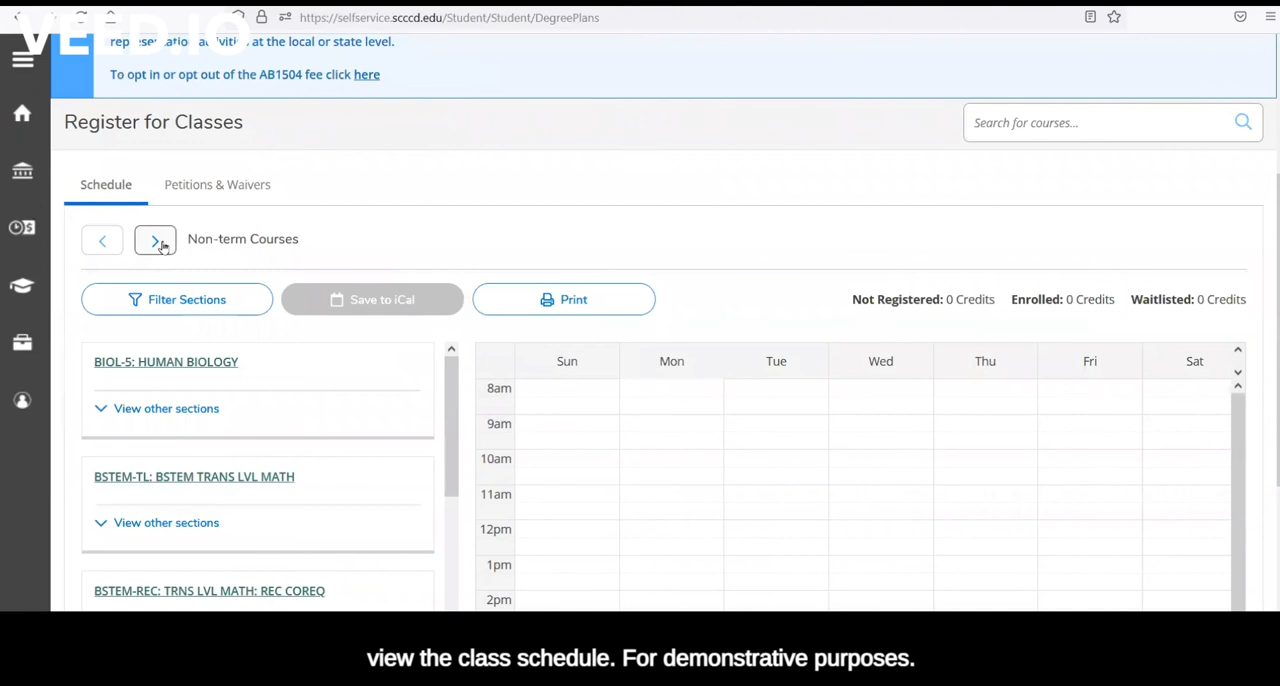 VEED.IO
https://selfservice.scccd.edu/Student/Student/DegreePlans
representation activities at the local or state level.
To opt in or opt out of the AB1504 fee click here
Register for Classes
Search for courses...
Schedule
Petitions & Waivers
Non-term Courses
Filter Sections
Save to iCal
Print
Not Registered: 0 Credits
Enrolled: 0 Credits
Waitlisted: 0 Credits
BIOL-5: HUMAN BIOLOGY
View other sections
BSTEM-TL: BSTEM TRANS LVL MATH
View other sections
BSTEM-REC: TRNS LVL MATH: REC COREQ
Sun Mon Tue Wed Thu Fri Sat
8am
9am
10am
11am
12pm
1pm
2pm
view the class schedule. For demonstrative purposes.